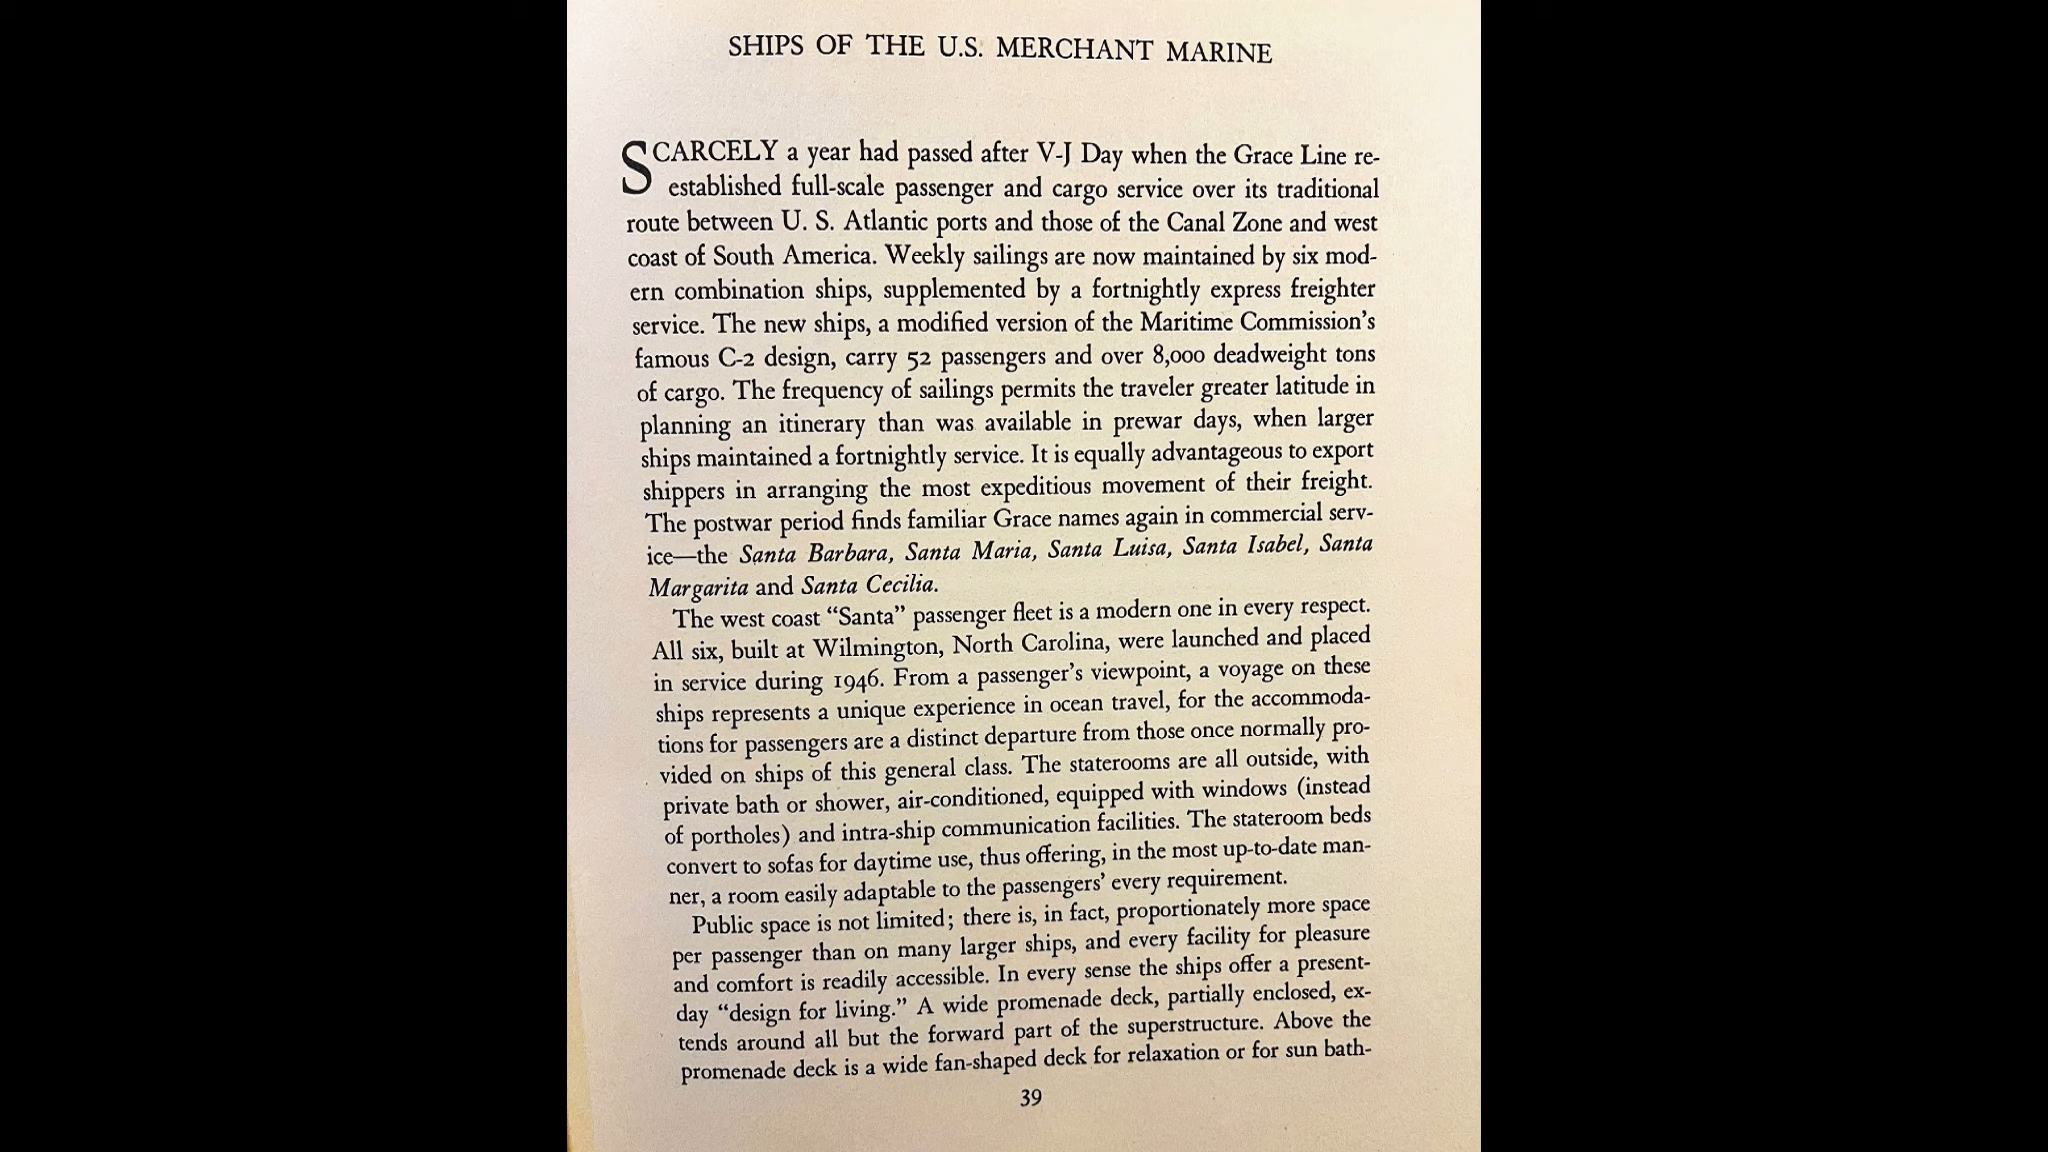 SHIPS OF THE U.S. MERCHANT MARINE
SCARCELY a year had passed after V-J Day when the Grace Line re-
established full-scale passenger and cargo service over its traditional
route between U. S. Atlantic ports and those of the Canal Zone and west
coast of South America. Weekly sailings are now maintained by six mod-
ern combination ships, supplemented by a fortnightly express freighter
service. The new ships, a modified version of the Maritime Commission's
famous C-2 design, carry 52 passengers and over 8,000 deadweight tons
of cargo. The frequency of sailings permits the traveler greater latitude in
planning an itinerary than was available in prewar days, when larger
ships maintained a fortnightly service. It is equally advantageous to export
shippers in arranging the most expeditious movement of their freight.
The postwar period finds familiar Grace names again in commercial serv-
ice—the Santa Barbara, Santa Maria, Santa Luisa, Santa Isabel, Santa
Margarita and Santa Cecilia.
The west coast “Santa” passenger fleet is a modern one in every respect.
All six, built at Wilmington, North Carolina, were launched and placed
in service during 1946. From a passenger's viewpoint, a voyage on these
ships represents a unique experience in ocean travel, for the accommoda-
tions for passengers are a distinct departure from those once normally pro-
vided on ships of this general class. The staterooms are all outside, with
private bath or shower, air-conditioned, equipped with windows (instead
of portholes) and intra-ship communication facilities. The stateroom beds
convert to sofas for daytime use, thus offering, in the most up-to-date man-
ner, a room easily adaptable to the passengers' every requirement.
Public space is not limited; there is, in fact, proportionately more space
per passenger than on many larger ships, and every facility for pleasure
and comfort is readily accessible. In every sense the ships offer a present-
day “design for living.” A wide promenade deck, partially enclosed, ex-
tends around all but the forward part of the superstructure. Above the
promenade deck is a wide fan-shaped deck for relaxation or for sun bath-
39